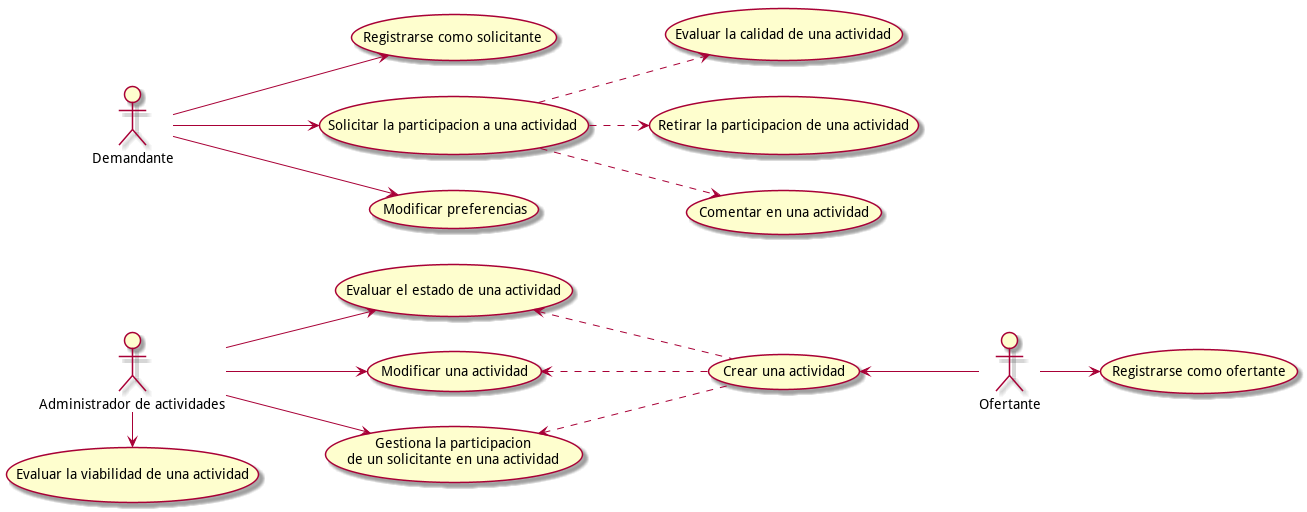 Registrarse como solicitante
Evaluar la calidad de una actividad
Solicitar la participacion a una actividad
Retirar la participacion de una actividad
Demandante
Modificar preferencias
Comentar en una actividad
Evaluar el estado de una actividad
Modificar una actividad
Crear una actividad
Registrarse como ofertante
Administrador de actividades
Ofertante
Gestiona la participacion
de un solicitante en una actividad
Evaluar la viabilidad de una actividad